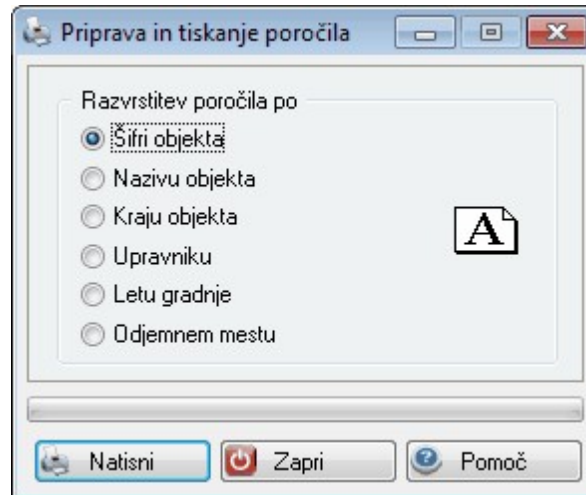 Priprava in tiskanje poročila
Razvrstitev poročila po
Šifri objekta
Nazivu objekta
Kraju objekta
Upravniku
Letu gradnje
Odjemnem mestu
A
Natisni
Zapri
Pomoč